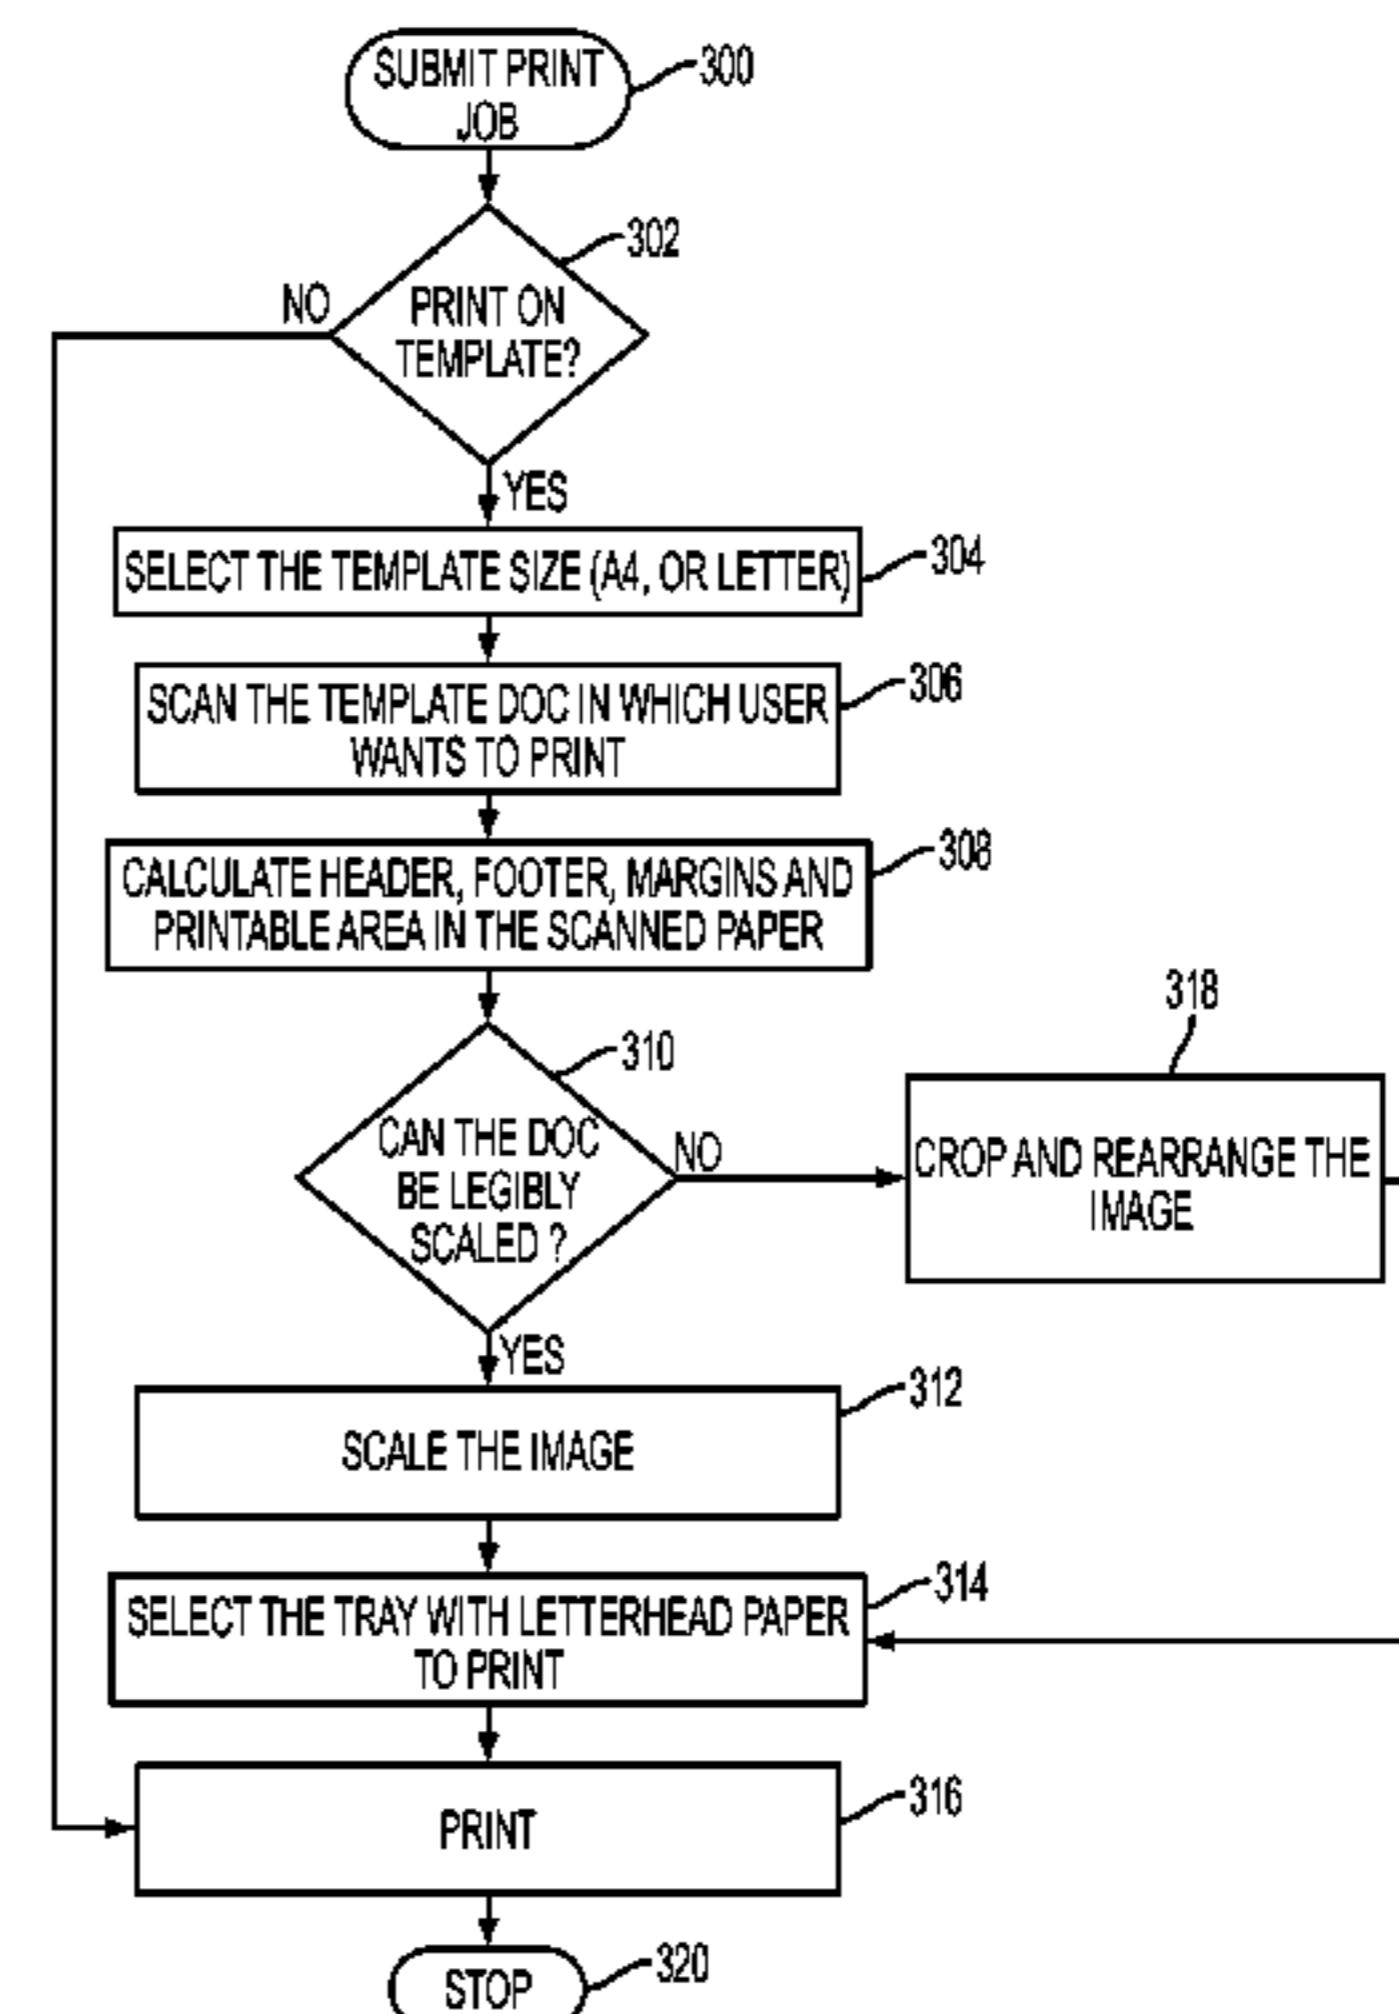 SUBMIT PRINT
JOB
300
302
NO
PRINT ON
TEMPLATE?
YES
SELECT THE TEMPLATE SIZE (A4, OR LETTER)
304
SCAN THE TEMPLATE DOC IN WHICH USER
WANTS TO PRINT
306
CALCULATE HEADER, FOOTER, MARGINS AND
PRINTABLE AREA IN THE SCANNED PAPER
308
310
CAN THE DOC
BE LEGIBLY
SCALED ?
NO
318
CROP AND REARRANGE THE
IMAGE
YES
SCALE THE IMAGE
312
SELECT THE TRAY WITH LETTERHEAD PAPER
TO PRINT
314
PRINT
316
STOP
320